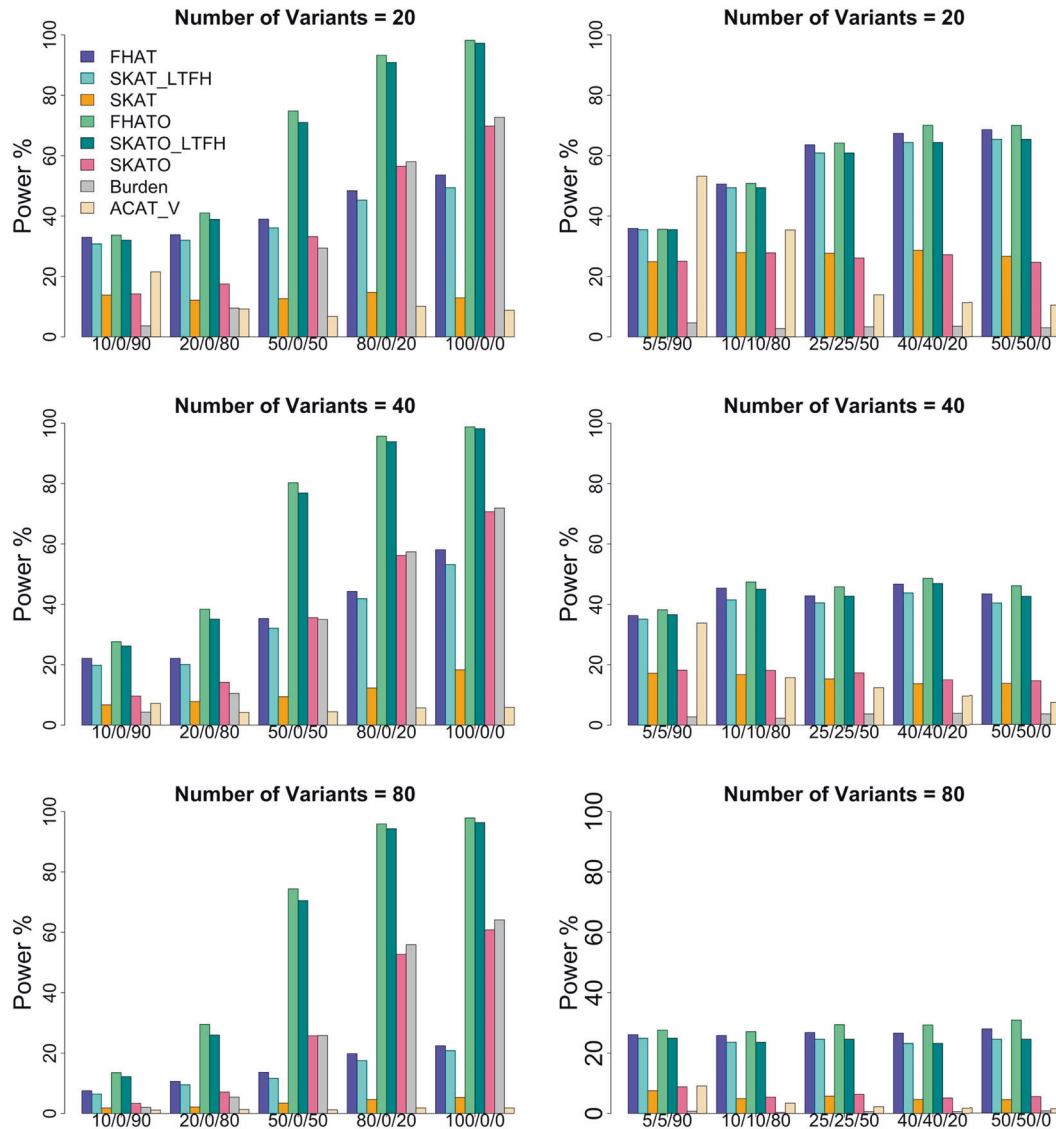 Number of Variants = 20
Power %
100
80
60
40
20
0
FHAT
SKAT_LTFH
SKAT
FHATO
SKATO_LTFH
SKATO
Burden
ACAT_V
10/0/90 20/0/80 50/0/50 80/0/20 100/0/0
Number of Variants = 20
Power %
100
80
60
40
20
0
5/5/90 10/10/80 25/25/50 40/40/20 50/50/0
Number of Variants = 40
Power %
100
80
60
40
20
0
10/0/90 20/0/80 50/0/50 80/0/20 100/0/0
Number of Variants = 40
Power %
100
80
60
40
20
0
5/5/90 10/10/80 25/25/50 40/40/20 50/50/0
Number of Variants = 80
Power %
100
80
60
40
20
0
10/0/90 20/0/80 50/0/50 80/0/20 100/0/0
Number of Variants = 80
Power %
100
80
60
40
20
0
5/5/90 10/10/80 25/25/50 40/40/20 50/50/0